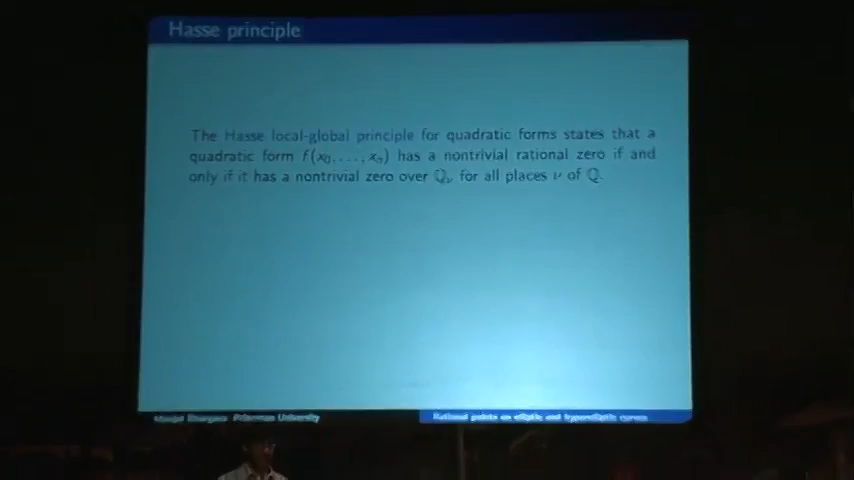 Hasse principle
The Hasse local-global principle for quadratic forms states that a
quadratic form f(x₀, . . . , xₙ) has a nontrivial rational zero if and
only if it has a nontrivial zero over ℚ_ν for all places ν of ℚ.
Manjul Bhargava Princeton University
Rational points on elliptic and hyperelliptic curves